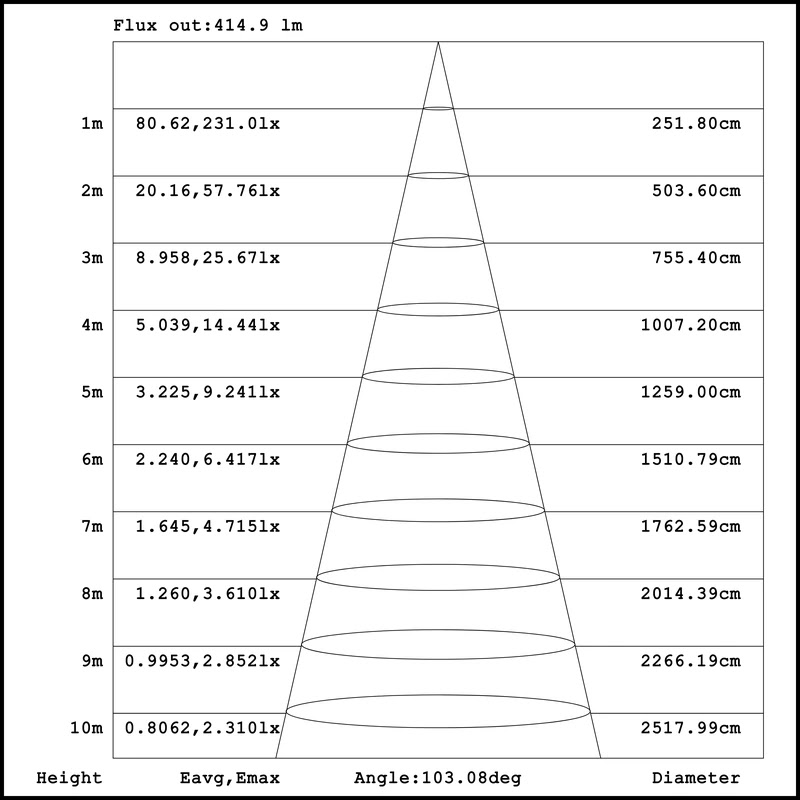 Flux out:414.9 lm
1m 80.62,231.0lx 251.80cm
2m 20.16,57.76lx 503.60cm
3m 8.958,25.67lx 755.40cm
4m 5.039,14.44lx 1007.20cm
5m 3.225,9.241lx 1259.00cm
6m 2.240,6.417lx 1510.79cm
7m 1.645,4.715lx 1762.59cm
8m 1.260,3.610lx 2014.39cm
9m 0.9953,2.852lx 2266.19cm
10m 0.8062,2.310lx 2517.99cm
Height Eavg,Emax Angle:103.08deg Diameter